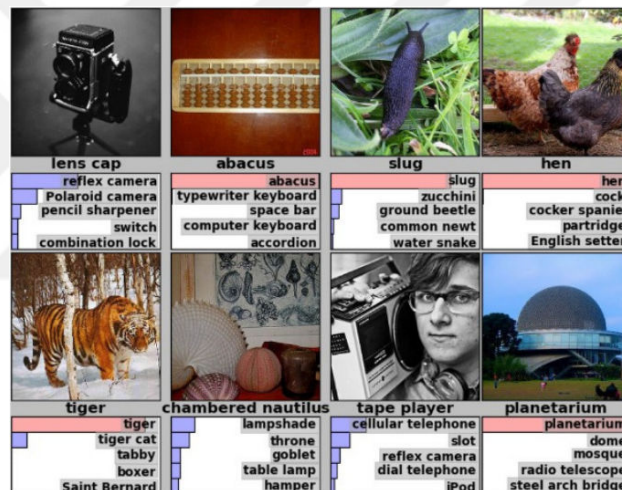 lens cap
abacus
slug
hen
reflex camera
Polaroid camera
pencil sharpener
switch
combination lock
abacus
typewriter keyboard
space bar
computer keyboard
accordion
slug
zucchini
ground beetle
common newt
water snake
hen
cock
cocker spanie
partridge
English setter
tiger
chambered nautilus
tape player
planetarium
tiger
tiger cat
tabby
boxer
Saint Bernard
lampshade
throne
goblet
table lamp
hamper
cellular telephone
slot
reflex camera
dial telephone
iPod
planetarium
dome
mosque
radio telescope
steel arch bridge